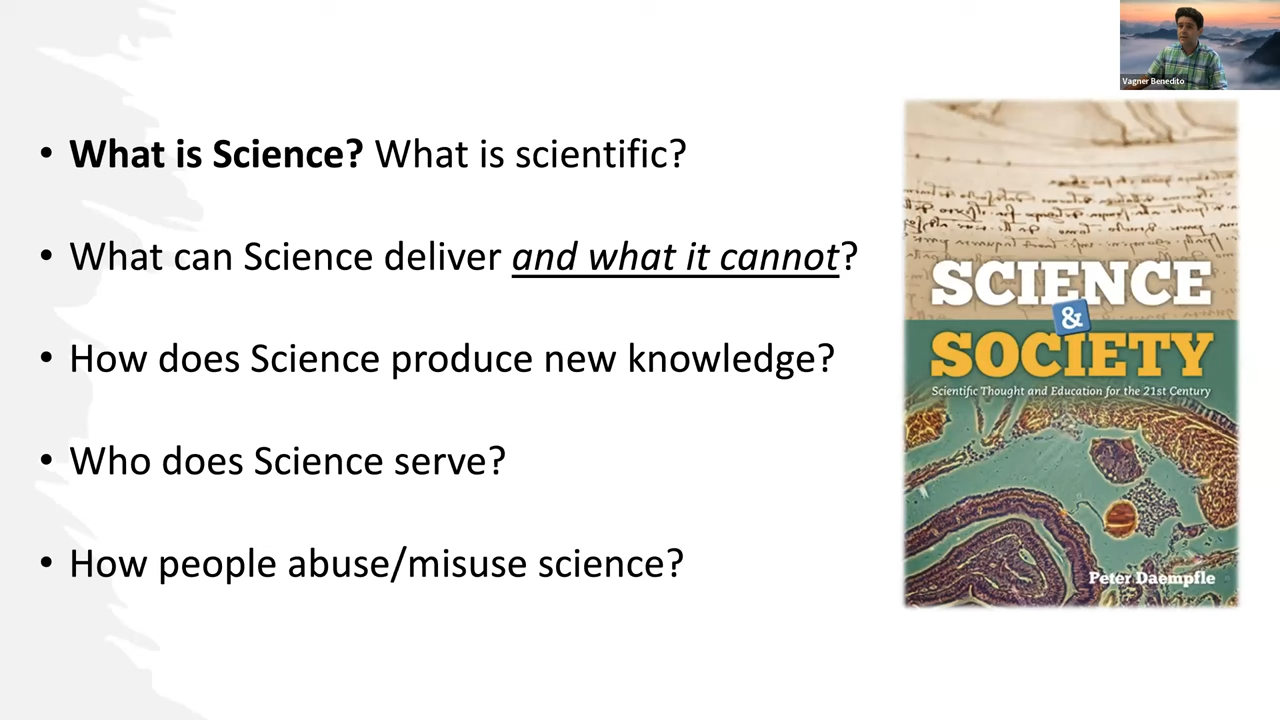 Vagner Benedito
• What is Science? What is scientific?
• What can Science deliver and what it cannot?
• How does Science produce new knowledge?
• Who does Science serve?
• How people abuse/misuse science?
SCIENCE
&
SOCIETY
Scientific Thought and Education for the 21st Century
Peter Daempfle